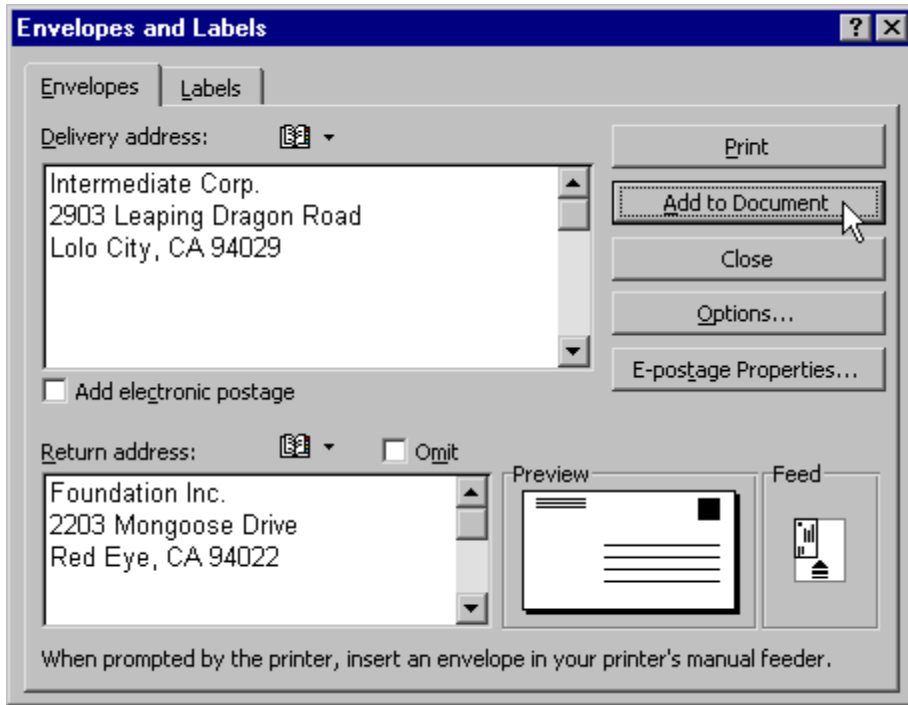 Envelopes and Labels
Envelopes
Labels
Delivery address:
Intermediate Corp.
2903 Leaping Dragon Road
Lolo City, CA 94029
Print
Add to Document
Close
Options...
E-postage Properties...
Add electronic postage
Return address:
Omit
Foundation Inc.
2203 Mongoose Drive
Red Eye, CA 94022
Preview
Feed
When prompted by the printer, insert an envelope in your printer's manual feeder.